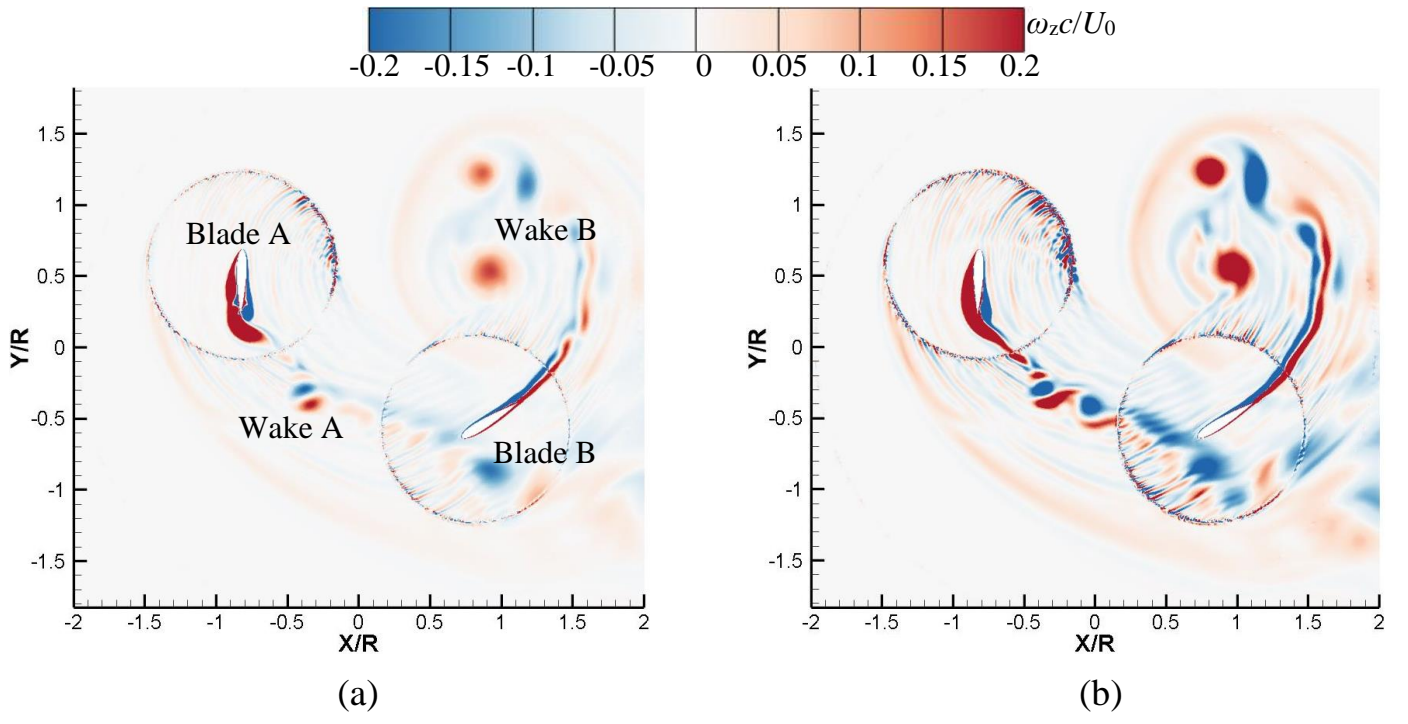 ωzc/U0
-0.2 -0.15 -0.1 -0.05 0 0.05 0.1 0.15 0.2
1.5
1
0.5
0
-0.5
-1
-1.5
Y/R
-2 -1.5 -1 -0.5 0 0.5 1 1.5 2
X/R
Blade A
Wake B
Wake A
Blade B
(a)
1.5
1
0.5
0
-0.5
-1
-1.5
Y/R
-2 -1.5 -1 -0.5 0 0.5 1 1.5 2
X/R
(b)